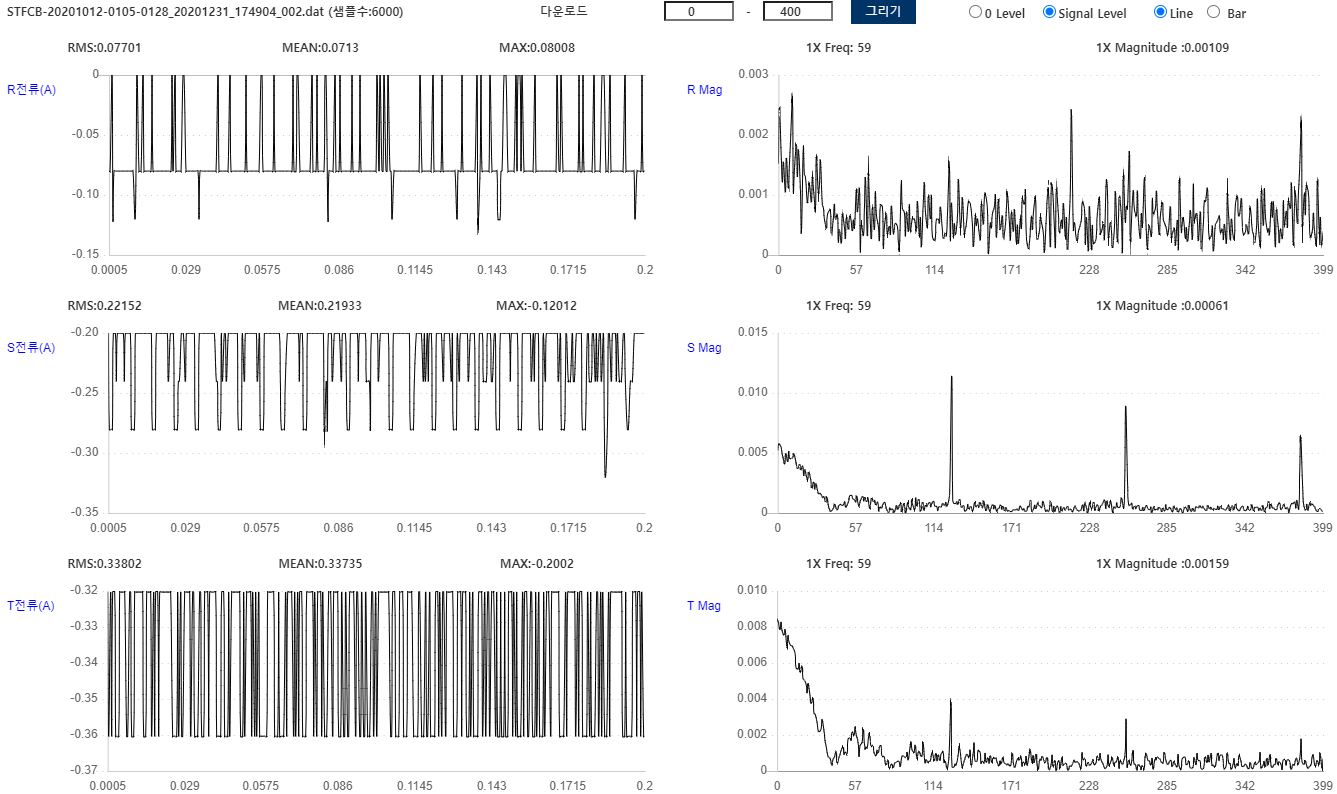 STFCB-20201012-0105-0128_20201231_174904_002.dat (샘플수:6000) 다운로드 0 - 400 그리기 0 Level Signal Level Line Bar
RMS:0.07701 MEAN:0.0713 MAX:0.08008 1X Freq: 59 1X Magnitude :0.00109
R전류(A)
0
-0.05
-0.10
-0.15
0.0005 0.029 0.0575 0.086 0.1145 0.143 0.1715 0.2
R Mag
0.003
0.002
0.001
0
0 57 114 171 228 285 342 399
RMS:0.22152 MEAN:0.21933 MAX:-0.12012 1X Freq: 59 1X Magnitude :0.00061
S전류(A)
-0.20
-0.25
-0.30
-0.35
0.0005 0.029 0.0575 0.086 0.1145 0.143 0.1715 0.2
S Mag
0.015
0.010
0.005
0
0 57 114 171 228 285 342 399
RMS:0.33802 MEAN:0.33735 MAX:-0.2002 1X Freq: 59 1X Magnitude :0.00159
T전류(A)
-0.32
-0.33
-0.34
-0.35
-0.36
-0.37
0.0005 0.029 0.0575 0.086 0.1145 0.143 0.1715 0.2
T Mag
0.010
0.008
0.006
0.004
0.002
0
0 57 114 171 228 285 342 399